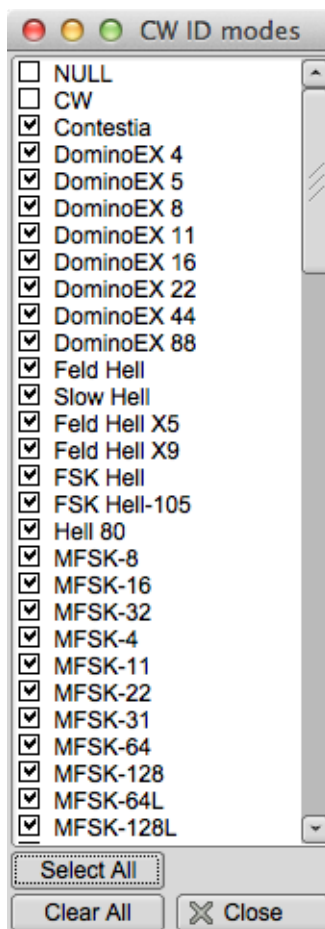 CW ID modes
NULL
CW
Contestia
DominoEX 4
DominoEX 5
DominoEX 8
DominoEX 11
DominoEX 16
DominoEX 22
DominoEX 44
DominoEX 88
Feld Hell
Slow Hell
Feld Hell X5
Feld Hell X9
FSK Hell
FSK Hell-105
Hell 80
MFSK-8
MFSK-16
MFSK-32
MFSK-4
MFSK-11
MFSK-22
MFSK-31
MFSK-64
MFSK-128
MFSK-64L
MFSK-128L
Select All
Clear All
Close